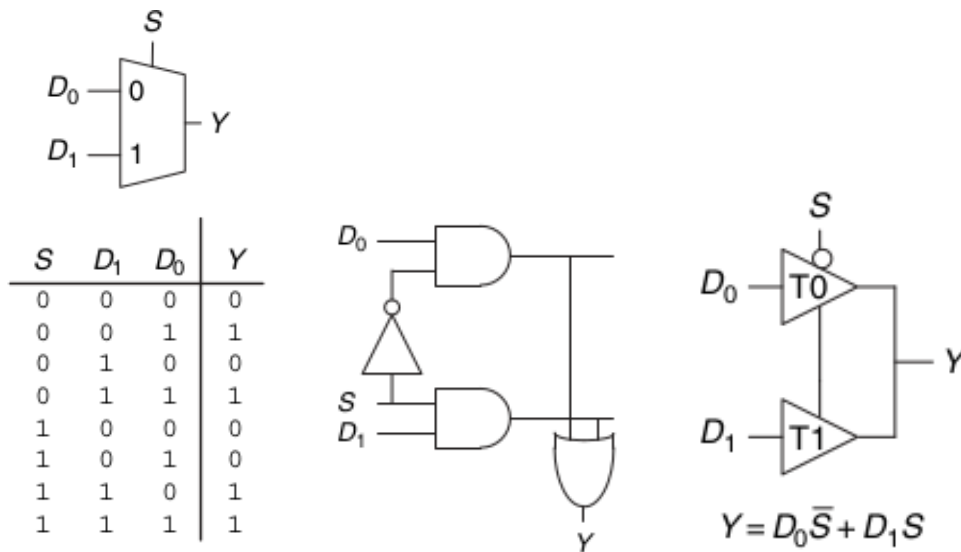 S
D₀ 0
Y
D₁ 1
S D₁ D₀ Y
0 0 0 0
0 0 1 1
0 1 0 0
0 1 1 1
1 0 0 0
1 0 1 0
1 1 0 1
1 1 1 1
D₀
S
D₁
Y
S
D₀ T0
Y
D₁ T1
Y = D₀S̅ + D₁S